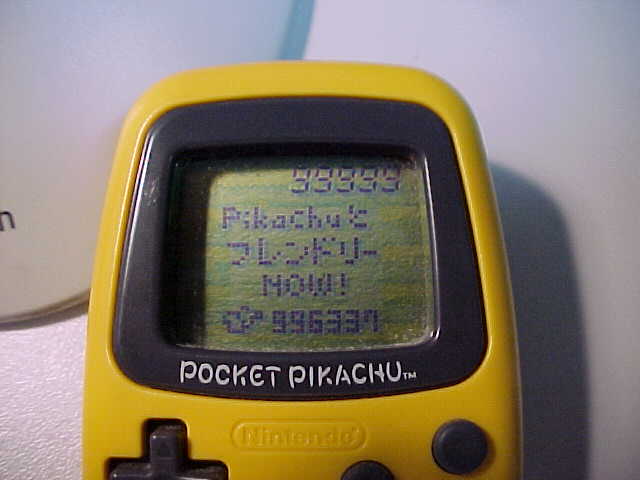 n
99999
Pikachuと
フレンドリー
NOW!
996337
POCKET PIKACHU™
Nintendo®